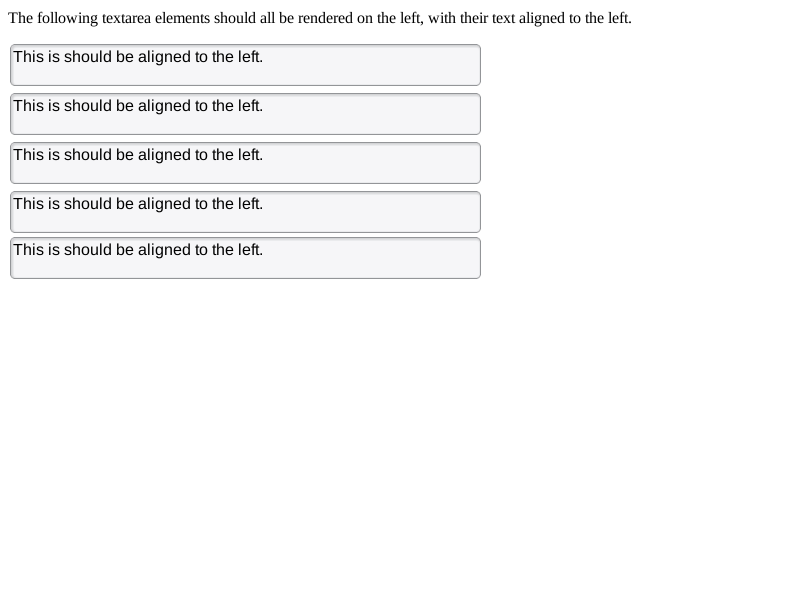 The following textarea elements should all be rendered on the left, with their text aligned to the left.
This is should be aligned to the left.
This is should be aligned to the left.
This is should be aligned to the left.
This is should be aligned to the left.
This is should be aligned to the left.